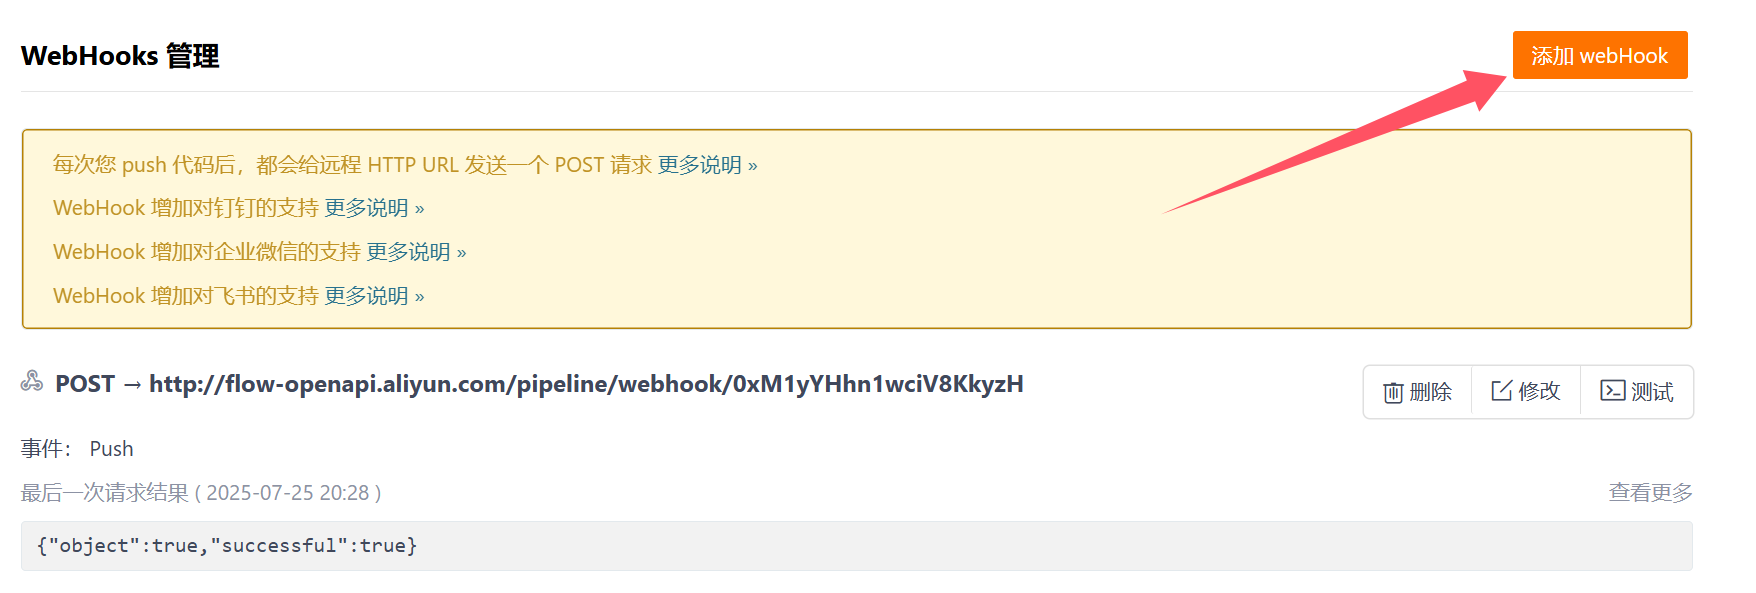 WebHooks 管理
添加 webHook
每次您 push 代码后，都会给远程 HTTP URL 发送一个 POST 请求 更多说明 »
WebHook 增加对钉钉的支持 更多说明 »
WebHook 增加对企业微信的支持 更多说明 »
WebHook 增加对飞书的支持 更多说明 »
POST → http://flow-openapi.aliyun.com/pipeline/webhook/0xM1yYHhn1wciV8KkyzH
删除 修改 测试
事件： Push
最后一次请求结果 ( 2025-07-25 20:28 )
查看更多
{"object":true,"successful":true}